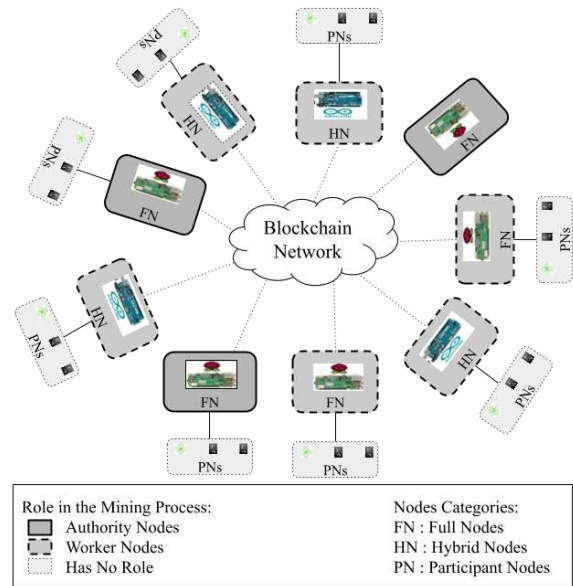 PNs
PNs
HN
HN
FN
PNs
FN
Blockchain
Network
FN
PNs
HN
PNs
HN
PNs
FN
FN
PNs
PNs
Role in the Mining Process:
Authority Nodes
Worker Nodes
Has No Role
Nodes Categories:
FN : Full Nodes
HN : Hybrid Nodes
PN : Participant Nodes